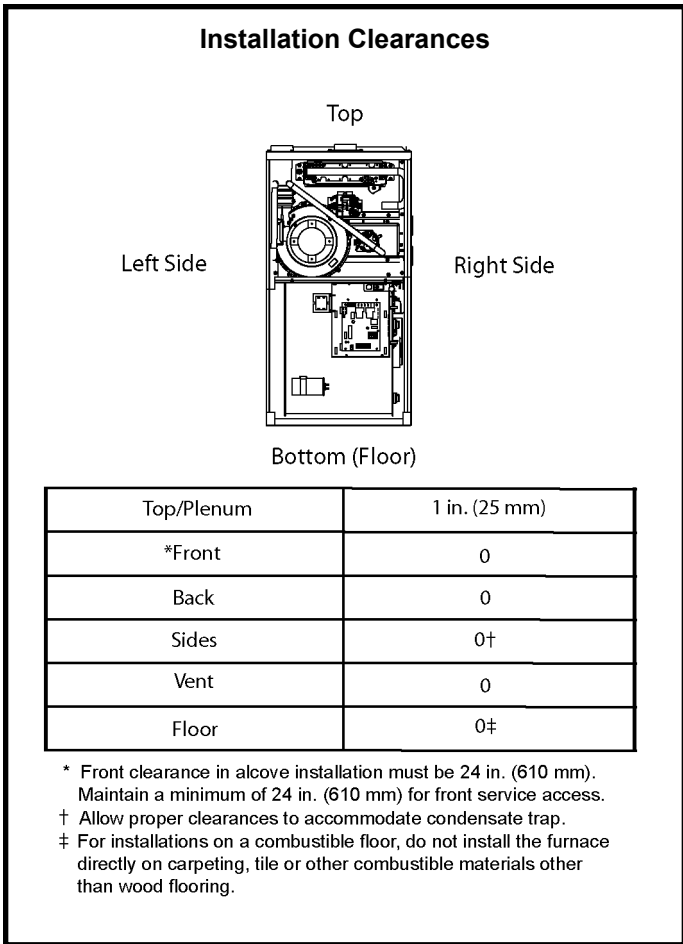 Installation Clearances
Top
Left Side
Right Side
Bottom (Floor)
Top/Plenum 1 in. (25 mm)
*Front 0
Back 0
Sides 0†
Vent 0
Floor 0‡
* Front clearance in alcove installation must be 24 in. (610 mm).
Maintain a minimum of 24 in. (610 mm) for front service access.
† Allow proper clearances to accommodate condensate trap.
‡ For installations on a combustible floor, do not install the furnace
directly on carpeting, tile or other combustible materials other
than wood flooring.